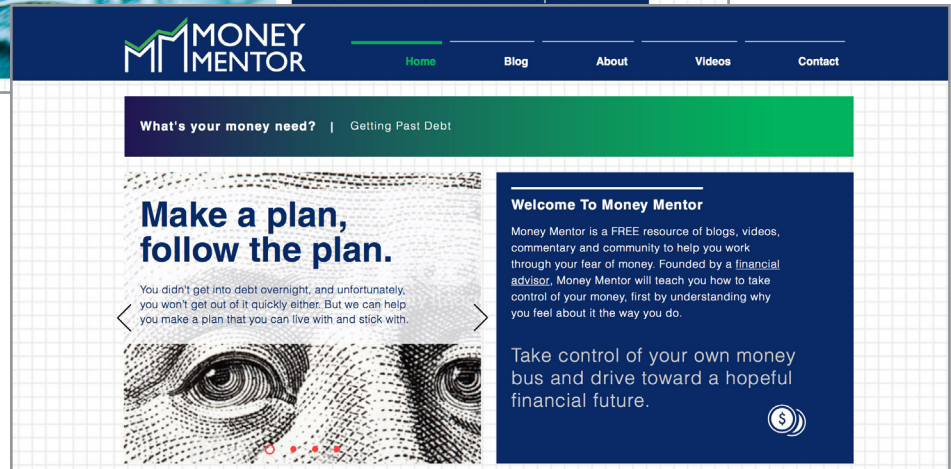 MONEY
MENTOR
Home Blog About Videos Contact
What's your money need? | Getting Past Debt
Make a plan,
follow the plan.
You didn't get into debt overnight, and unfortunately,
you won't get out of it quickly either. But we can help
you make a plan that you can live with and stick with.
Welcome To Money Mentor
Money Mentor is a FREE resource of blogs, videos,
commentary and community to help you work
through your fear of money. Founded by a financial
advisor, Money Mentor will teach you how to take
control of your money, first by understanding why
you feel about it the way you do.
Take control of your own money
bus and drive toward a hopeful
financial future.
$